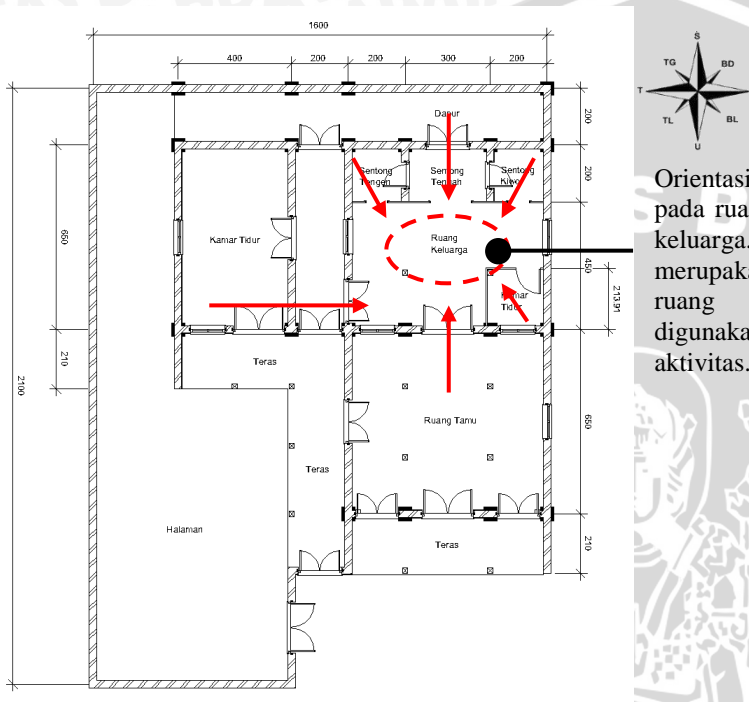 1600
400
200
200
300
200
2100
650
210
200
200
450
21391
650
210
Dapur
Sentong
Tengen
Sentong
Tengah
Sentong
Kiwo
Kamar Tidur
Ruang
Keluarga
Kamar
Tidur
Teras
Ruang Tamu
Teras
Halaman
Teras
S
TG
BD
T
TL
BL
U
Orientasi
pada rua
keluarga.
merupaka
ruang
digunaka
aktivitas.